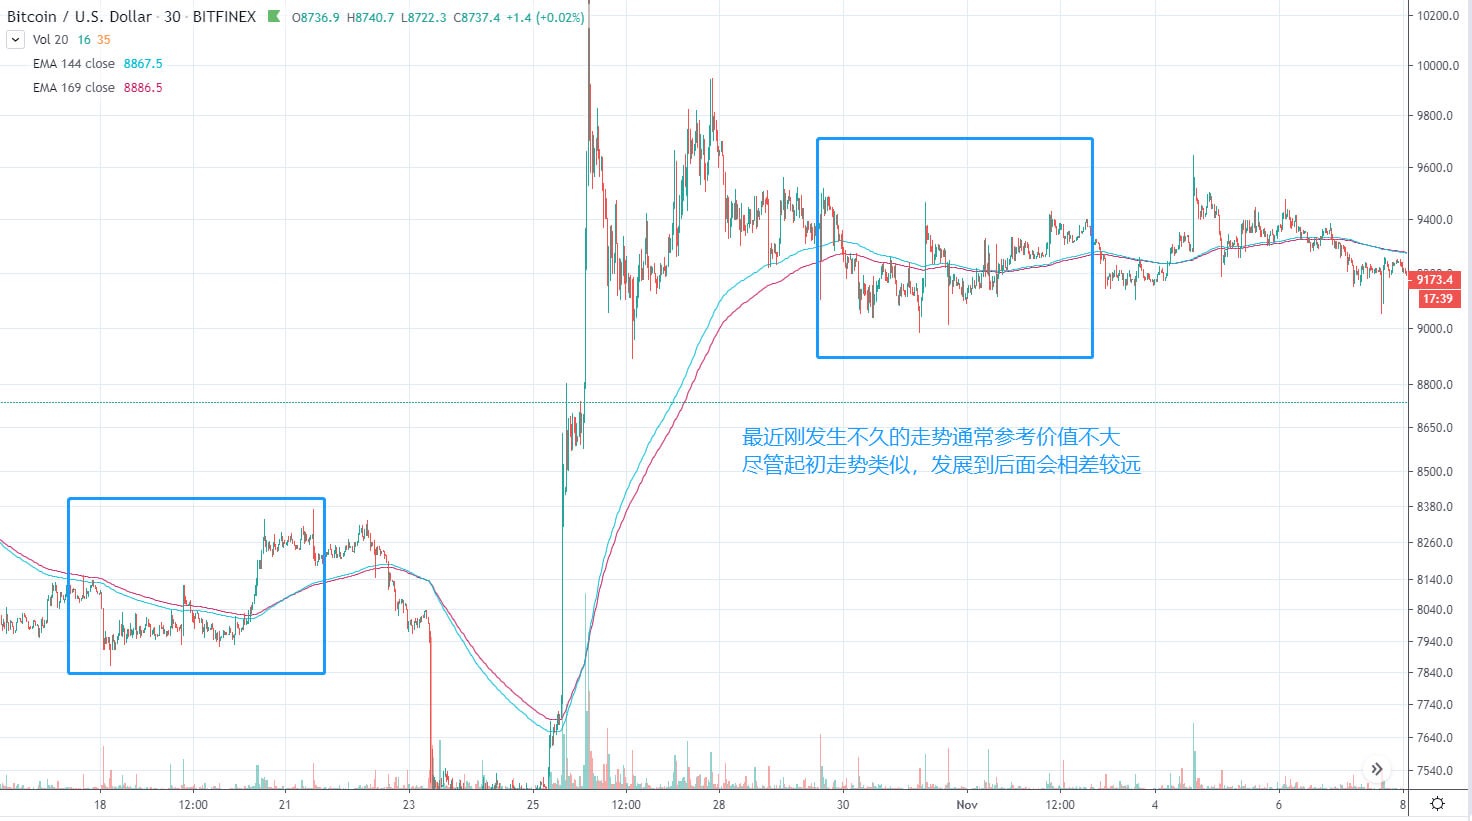 Bitcoin / U.S. Dollar · 30 · BITFINEX O8736.9 H8740.7 L8722.3 C8737.4 +1.4 (+0.02%)
Vol 20 16 35
EMA 144 close 8867.5
EMA 169 close 8886.5
10200.0
10000.0
9800.0
9600.0
9400.0
9173.4
17:39
9000.0
8800.0
8650.0
8500.0
8380.0
8260.0
8140.0
8040.0
7940.0
7840.0
7740.0
7640.0
7540.0
最近刚发生不久的走势通常参考价值不大
尽管起初走势类似，发展到后面会相差较远
18 12:00 21 23 25 12:00 28 30 Nov 12:00 4 6 8